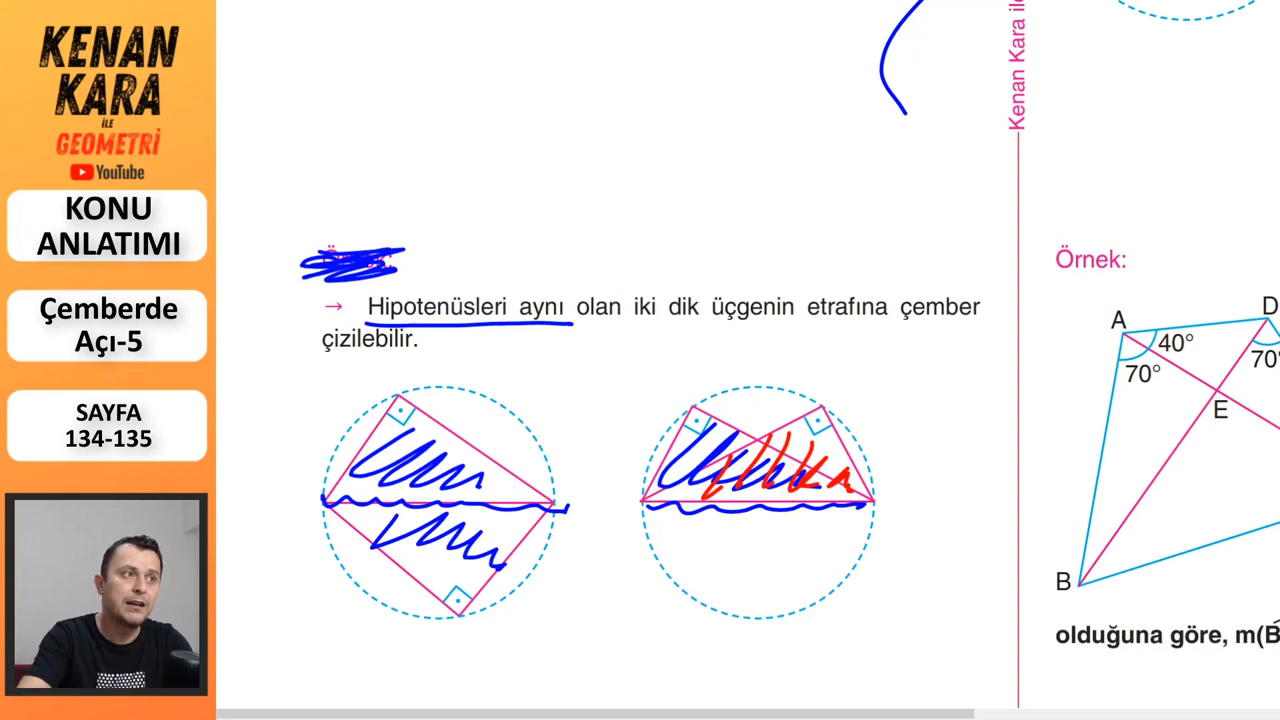 KENAN
KARA
İLE
GEOMETRİ
YouTube
KONU
ANLATIMI
Çemberde
Açı-5
SAYFA
134-135
→ Hipotenüsleri aynı olan iki dik üçgenin etrafına çember
çizilebilir.
Kenan Kara ile
Örnek:
A
D
40°
70°
70°
E
B
olduğuna göre, m(B